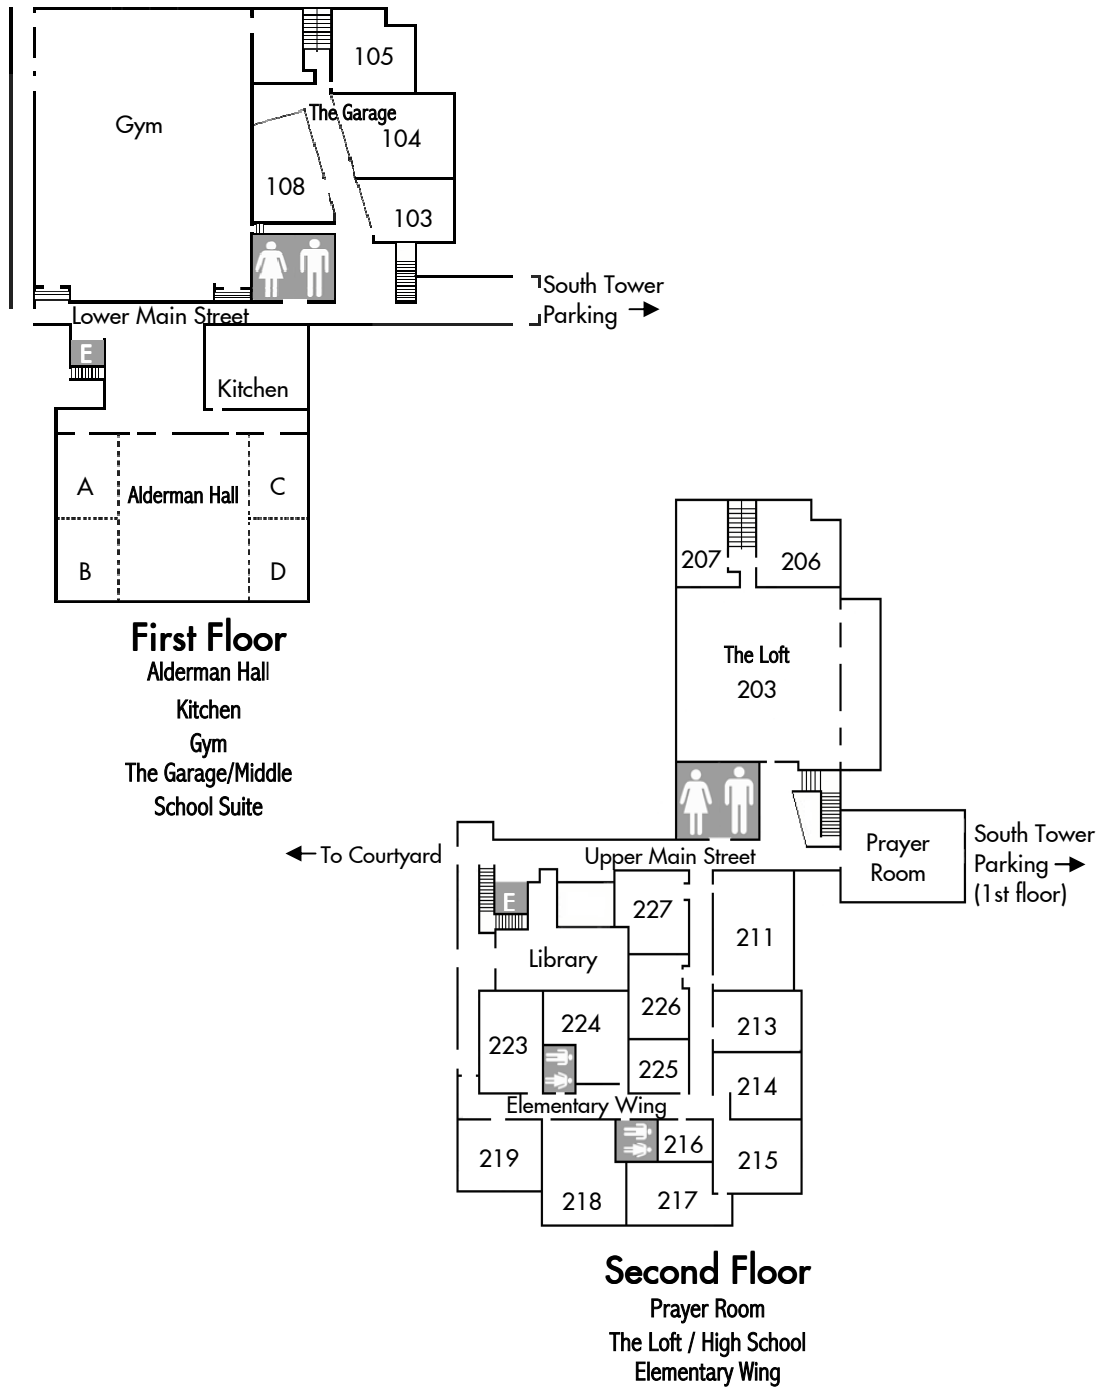 105
The Garage
Gym
104
108
103
South Tower
Parking
Lower Main Street
E
Kitchen
A
Alderman Hall
C
B
D
First Floor
Alderman Hall
Kitchen
Gym
The Garage/Middle
School Suite
207
206
The Loft
203
To Courtyard
Upper Main Street
Prayer
Room
South Tower
Parking
(1st floor)
E
227
211
Library
226
213
224
223
225
214
Elementary Wing
216
219
215
218
217
Second Floor
Prayer Room
The Loft / High School
Elementary Wing